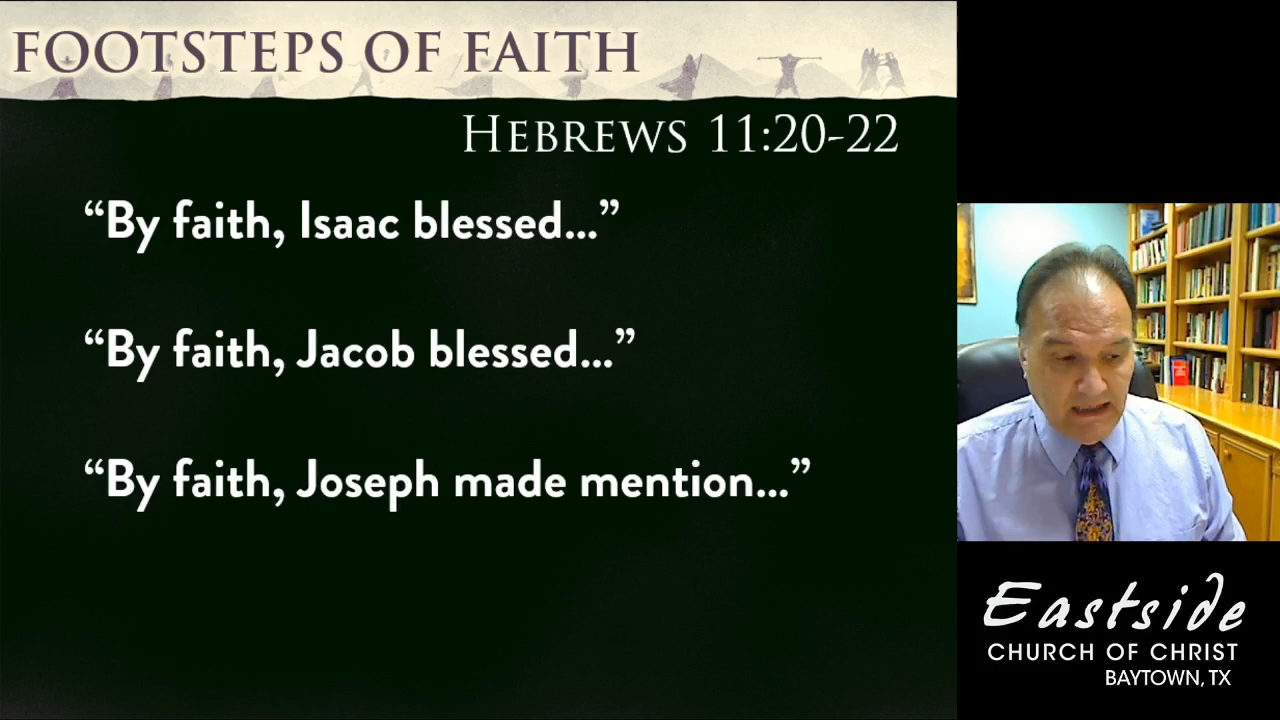 FOOTSTEPS OF FAITH
HEBREWS 11:20-22
“By faith, Isaac blessed...”
“By faith, Jacob blessed...”
“By faith, Joseph made mention...”
Eastside
CHURCH OF CHRIST
BAYTOWN, TX